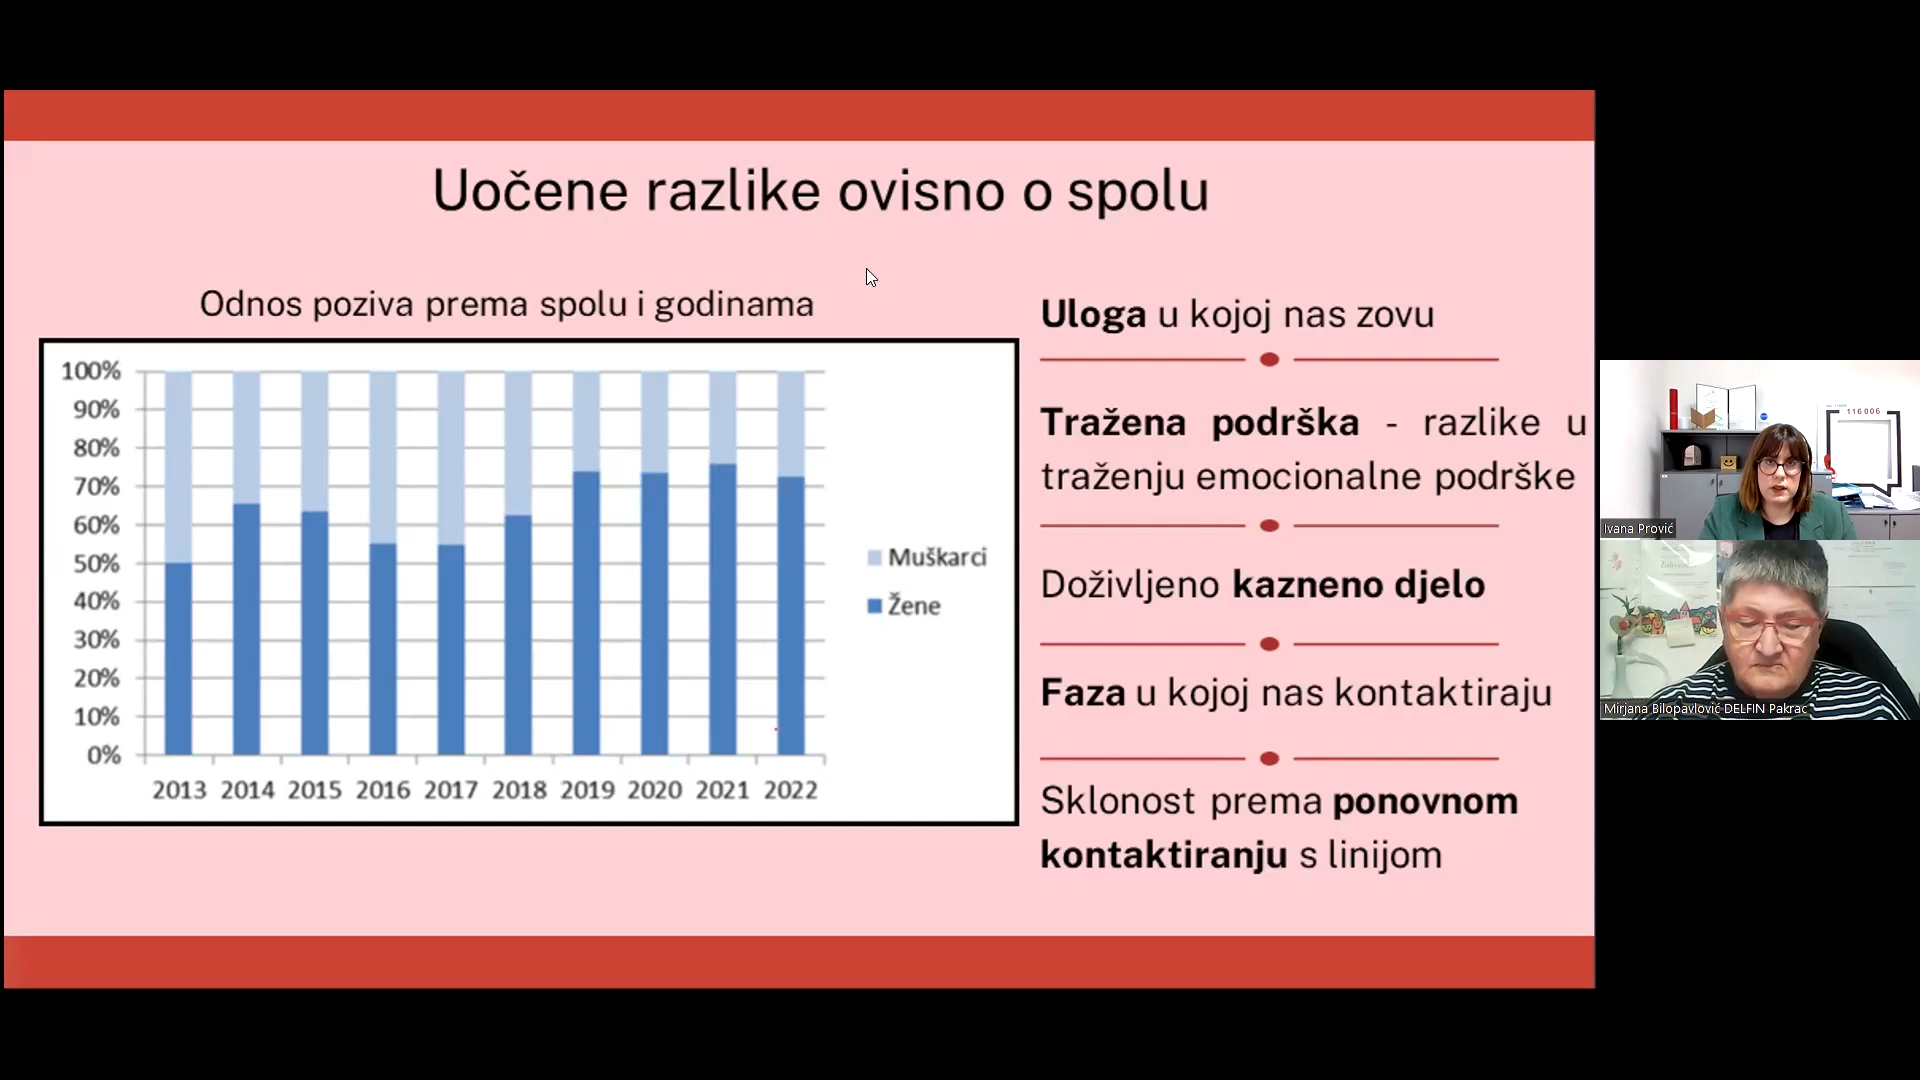 Uočene razlike ovisno o spolu
Odnos poziva prema spolu i godinama
100%
90%
80%
70%
60%
50%
40%
30%
20%
10%
0%
2013 2014 2015 2016 2017 2018 2019 2020 2021 2022
Muškarci
Žene
Uloga u kojoj nas zovu
Tražena podrška - razlike u
traženju emocionalne podrške
Doživljeno kazneno djelo
Faza u kojoj nas kontaktiraju
Sklonost prema ponovnom
kontaktiranju s linijom
116 006
Ivana Prović
Mirjana Bilopavlović DELFIN Pakrac